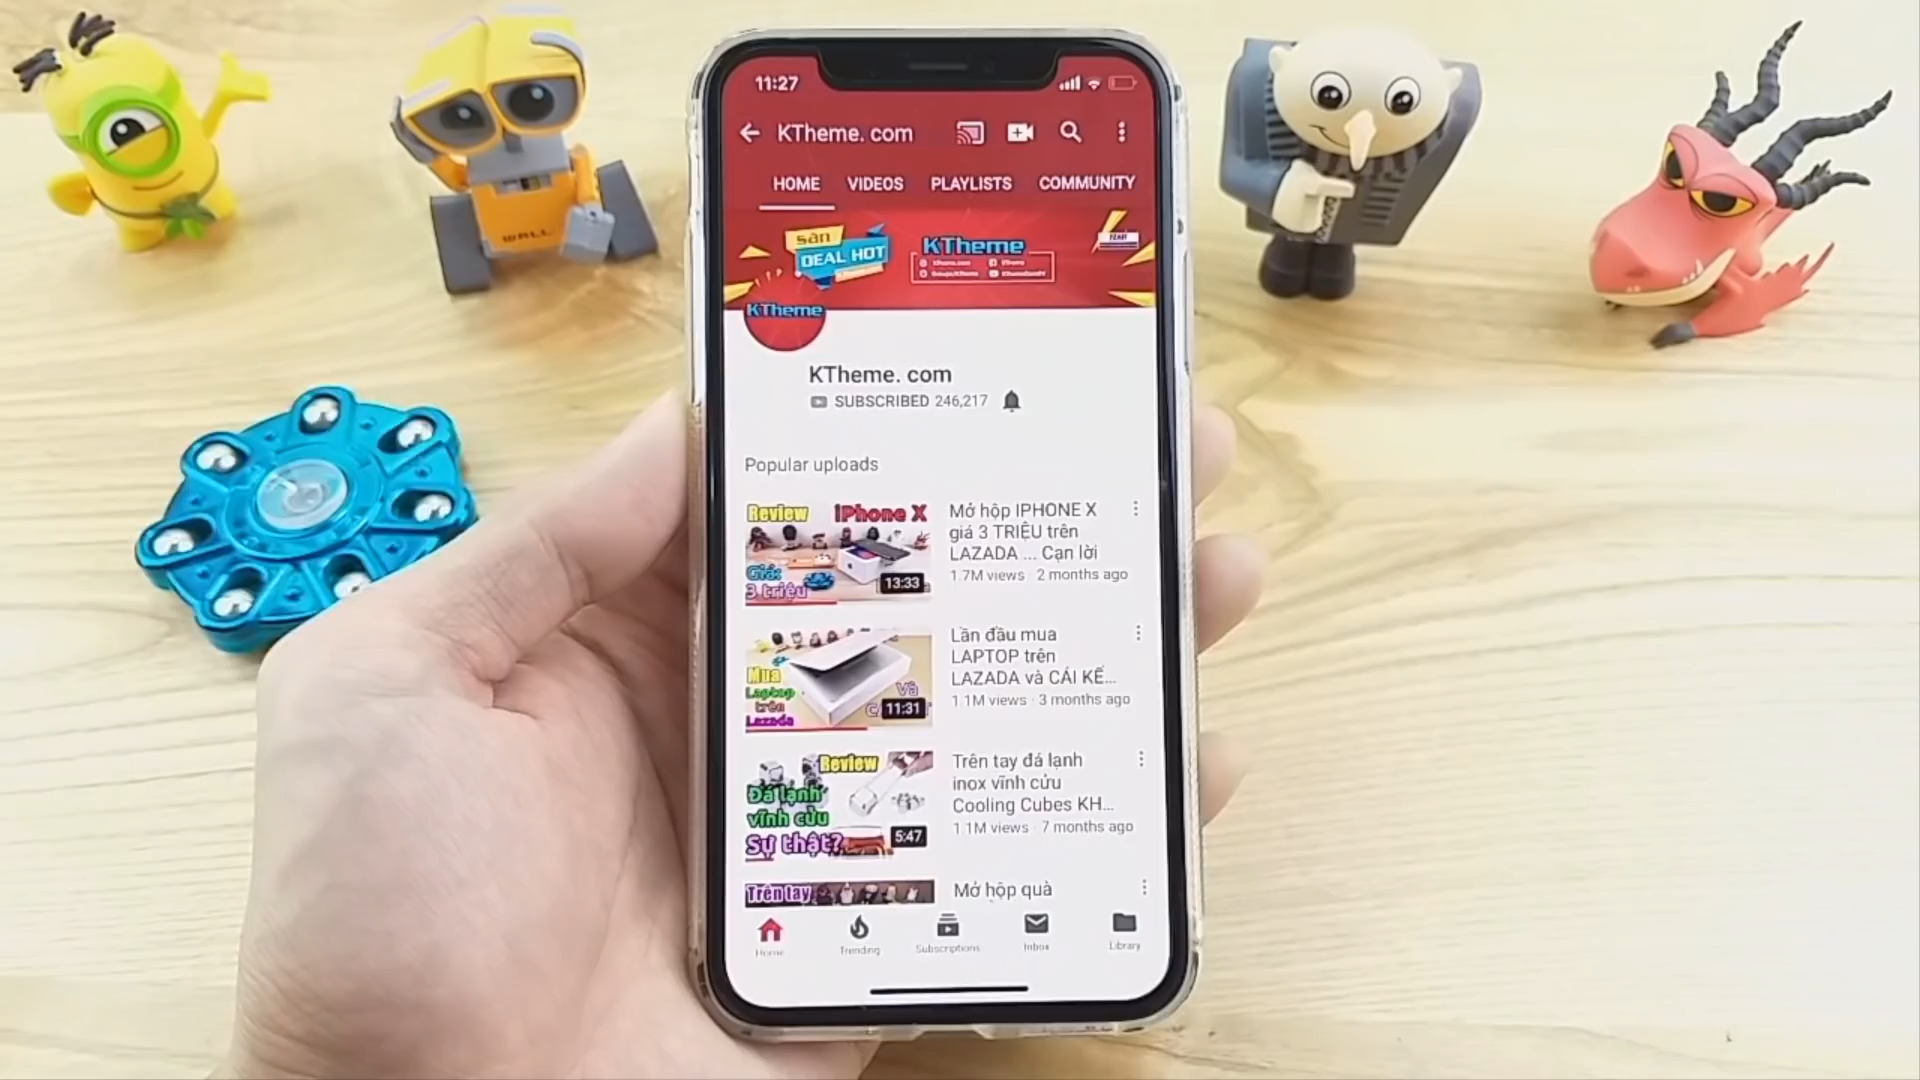 11:27
KTheme. com
HOME VIDEOS PLAYLISTS COMMUNITY
săn
DEAL HOT
KTheme
KTheme
KTheme. com
SUBSCRIBED 246,217
Popular uploads
Review iPhone X
Giá:
3 triệu
13:33
Mở hộp IPHONE X
giá 3 TRIỆU trên
LAZADA ... Cạn lời
1.7M views · 2 months ago
Mua
Laptop
trên
Lazada
Và
11:31
Lần đầu mua
LAPTOP trên
LAZADA và CÁI KẾ...
1.1M views · 3 months ago
Review
Đá lạnh
vĩnh cửu
Sự thật?
5:47
Trên tay đá lạnh
inox vĩnh cửu
Cooling Cubes KH...
1.1M views · 7 months ago
Trên tay
Mở hộp quà
Home Trending Subscriptions Inbox Library
WALL